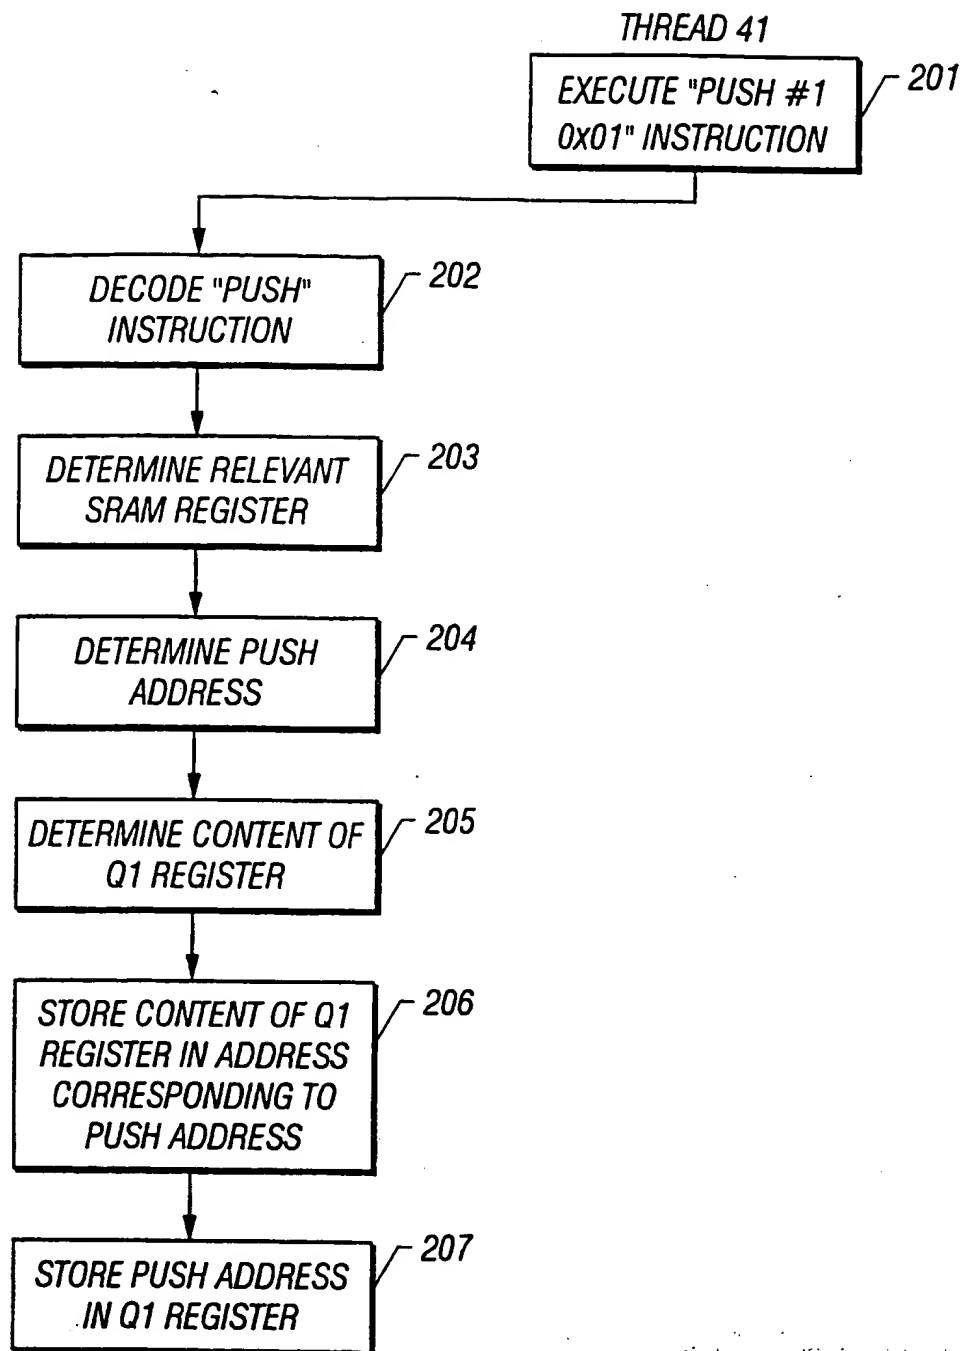 THREAD 41
EXECUTE "PUSH #1
0x01" INSTRUCTION
201
DECODE "PUSH"
INSTRUCTION
202
DETERMINE RELEVANT
SRAM REGISTER
203
DETERMINE PUSH
ADDRESS
204
DETERMINE CONTENT OF
Q1 REGISTER
205
STORE CONTENT OF Q1
REGISTER IN ADDRESS
CORRESPONDING TO
PUSH ADDRESS
206
STORE PUSH ADDRESS
IN Q1 REGISTER
207